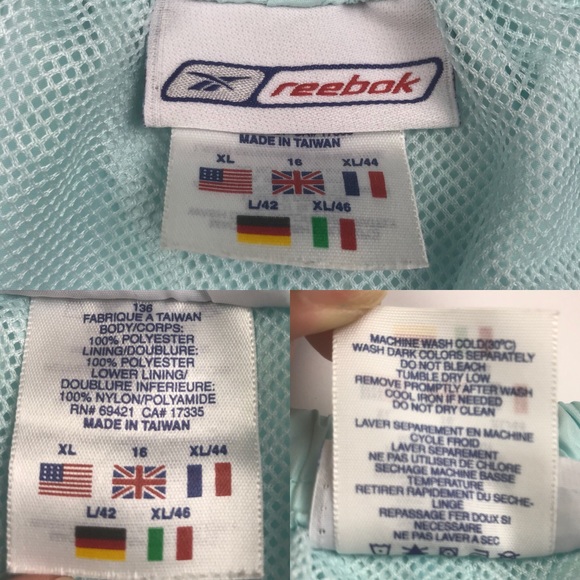 reebok
MADE IN TAIWAN
XL 16 XL/44
L/42 XL/46
136
FABRIQUE A TAIWAN
BODY/CORPS:
100% POLYESTER
LINING/DOUBLURE:
100% POLYESTER
LOWER LINING/
DOUBLURE INFERIEURE:
100% NYLON/POLYAMIDE
RN# 69421 CA# 17335
MADE IN TAIWAN
XL 16 XL/44
L/42 XL/46
MACHINE WASH COLD(30°C)
WASH DARK COLORS SEPARATELY
DO NOT BLEACH
TUMBLE DRY LOW
REMOVE PROMPTLY AFTER WASH
COOL IRON IF NEEDED
DO NOT DRY CLEAN
LAVER SEPAREMENT EN MACHINE
CYCLE FROID
LAVER SEPAREMENT
NE PAS UTILISER DE CHLORE
SECHAGE MACHINE BASSE
TEMPERATURE
RETIRER RAPIDEMENT DU SECHE-
LINGE
REPASSAGE FER DOUX SI
NECESSAIRE
NE PAS LAVER A SEC